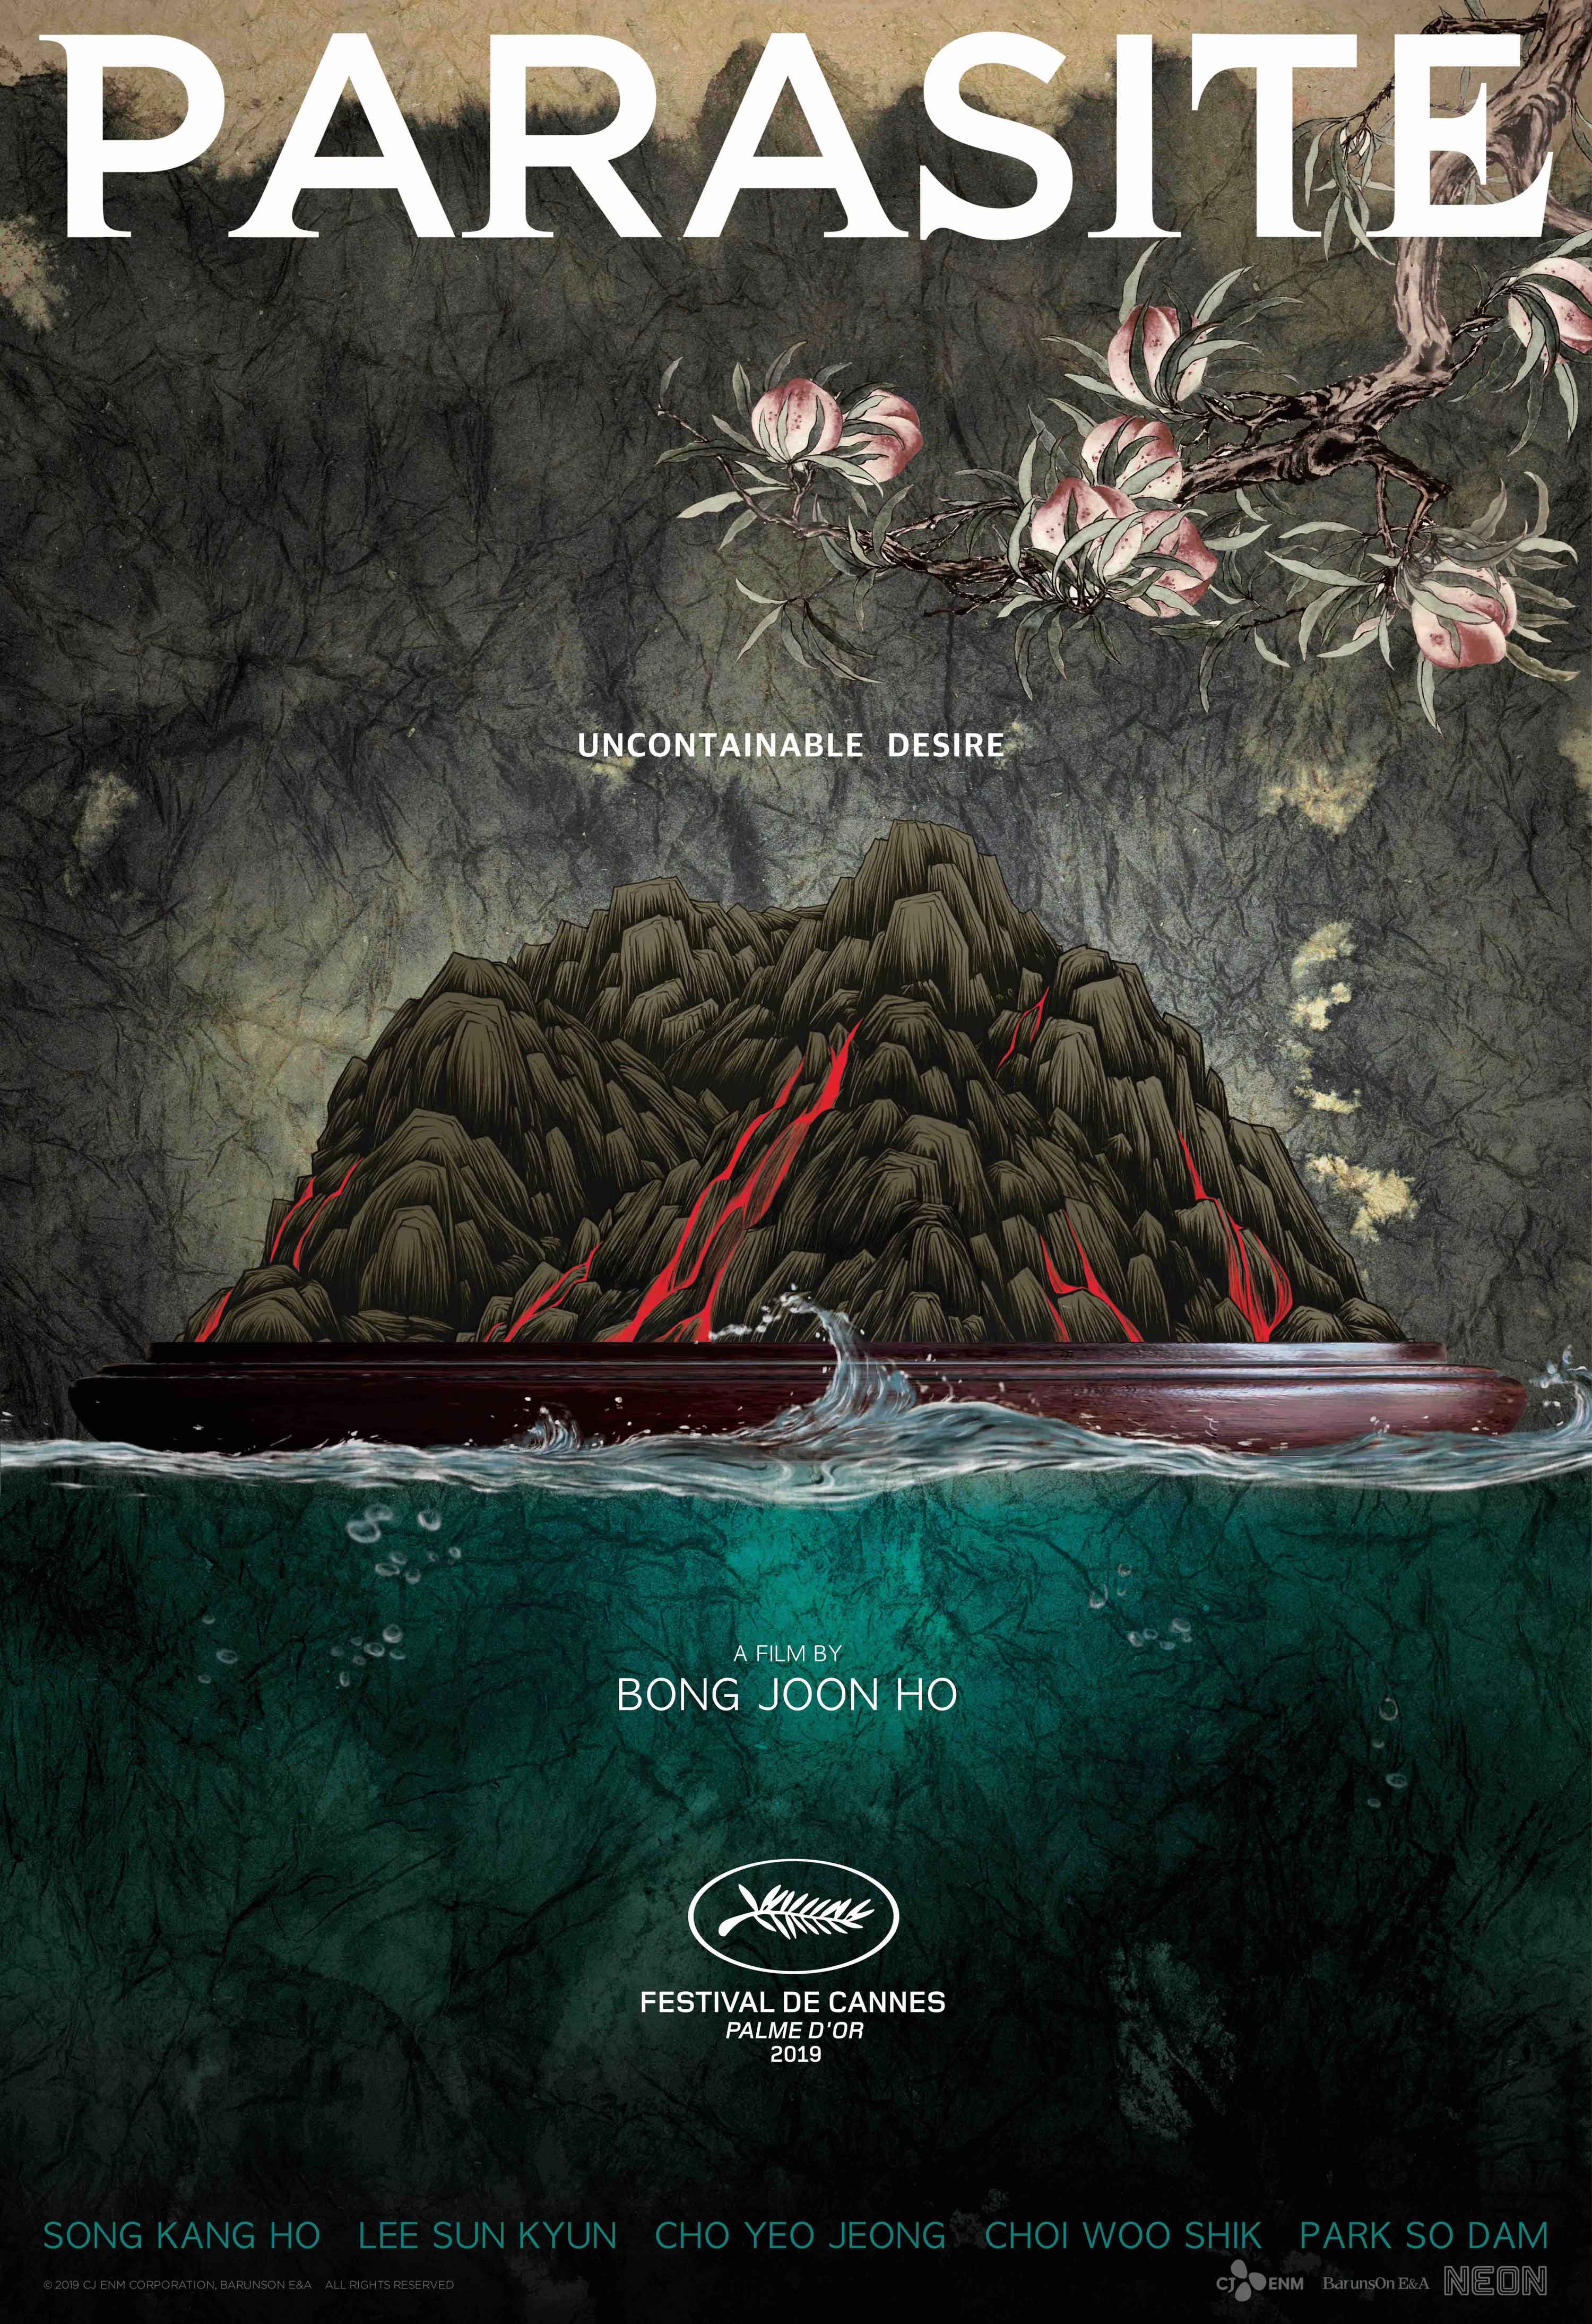 PARASITE
UNCONTAINABLE DESIRE
A FILM BY
BONG JOON HO
FESTIVAL DE CANNES
PALME D'OR
2019
SONG KANG HO LEE SUN KYUN CHO YEO JEONG CHOI WOO SHIK PARK SO DAM
© 2019 CJ ENM CORPORATION, BARUNSON E&A ALL RIGHTS RESERVED
CJ ENM BarunsOn E&A NEON